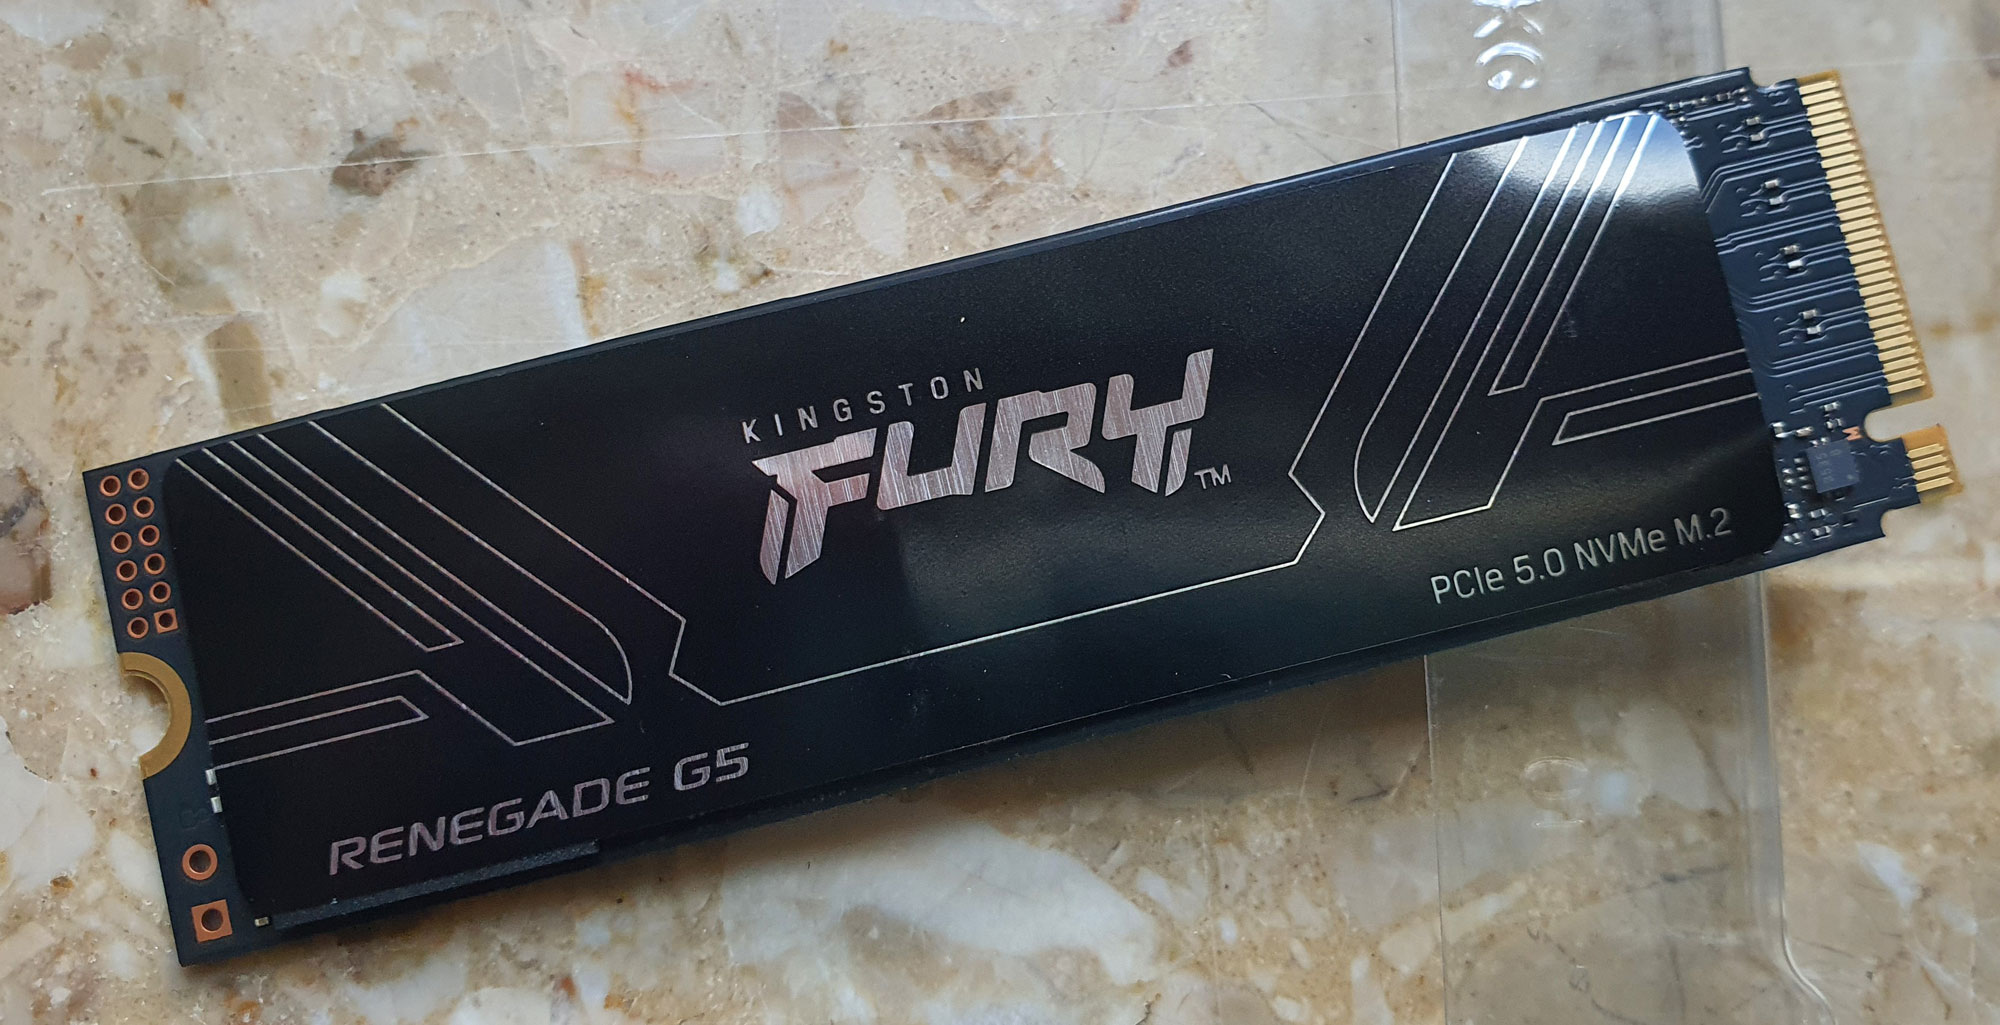 KINGSTON
FURY™
PCIe 5.0 NVMe M.2
RENEGADE G5
M